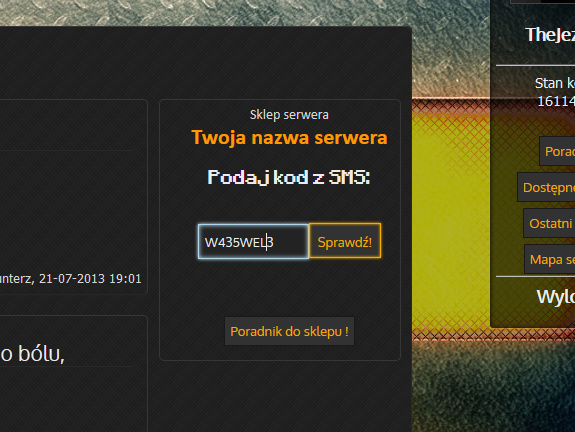 TheJez
Stan k
16114
Sklep serwera
Twoja nazwa serwera
Podaj kod z SMS:
W435WEL3
Sprawdź!
Poradnik do sklepu !
nterz, 21-07-2013 19:01
o bólu,
Porad
Dostępne
Ostatni
Mapa se
Wylo